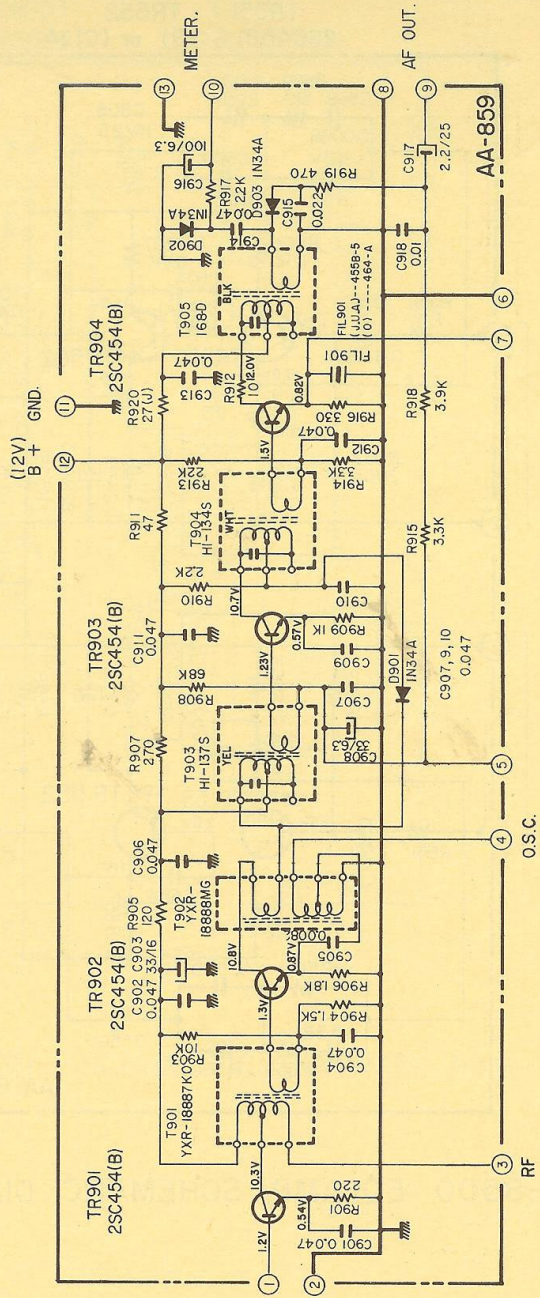 METER.
AF OUT.
13
10
8
9
100/6.3
C916
R917
2.2K
D903 1N34A
R919 470
C917
2.2/25
AA-859
1N34A
D902
0.047
C914
C915
0.022
C918
0.01
BLK
T905
168D
FIL901
(J,U,A)--455B-5
(O) ----464-A
6
7
TR904
2SC454(B)
R920
27(J)
C913
0.047
R912
10
12.0V
0.82V
FIL901
R916 330
R918
3.9K
GND.
11
(12V)
B +
12
1.5V
0.047
C912
R913
22K
R914
3.3K
R911
47
T904
HI-134S
WHT
R915
3.3K
R910
2.2K
10.7V
C910
TR903
2SC454(B)
C911
0.047
0.57V
R909 1K
C909
D901
1N34A
C907, 9, 10
0.047
1.23V
R908
68K
C907
R907
270
T903
HI-137S
YEL
33/6.3
C908
5
C906
0.047
4
O.S.C.
R905
120
T902
YXR-
18888MG
TR902
2SC454(B)
C902
0.047
C903
33/16
10.8V
0.87V
C905
R906 1.8K
1.3V
R904 1.5K
R903
10K
0.047
C904
T901
YXR-18887KO
TR901
2SC454(B)
10.3V
3
RF
0.54V
R901
220
1.2V
C901 0.047
1
2